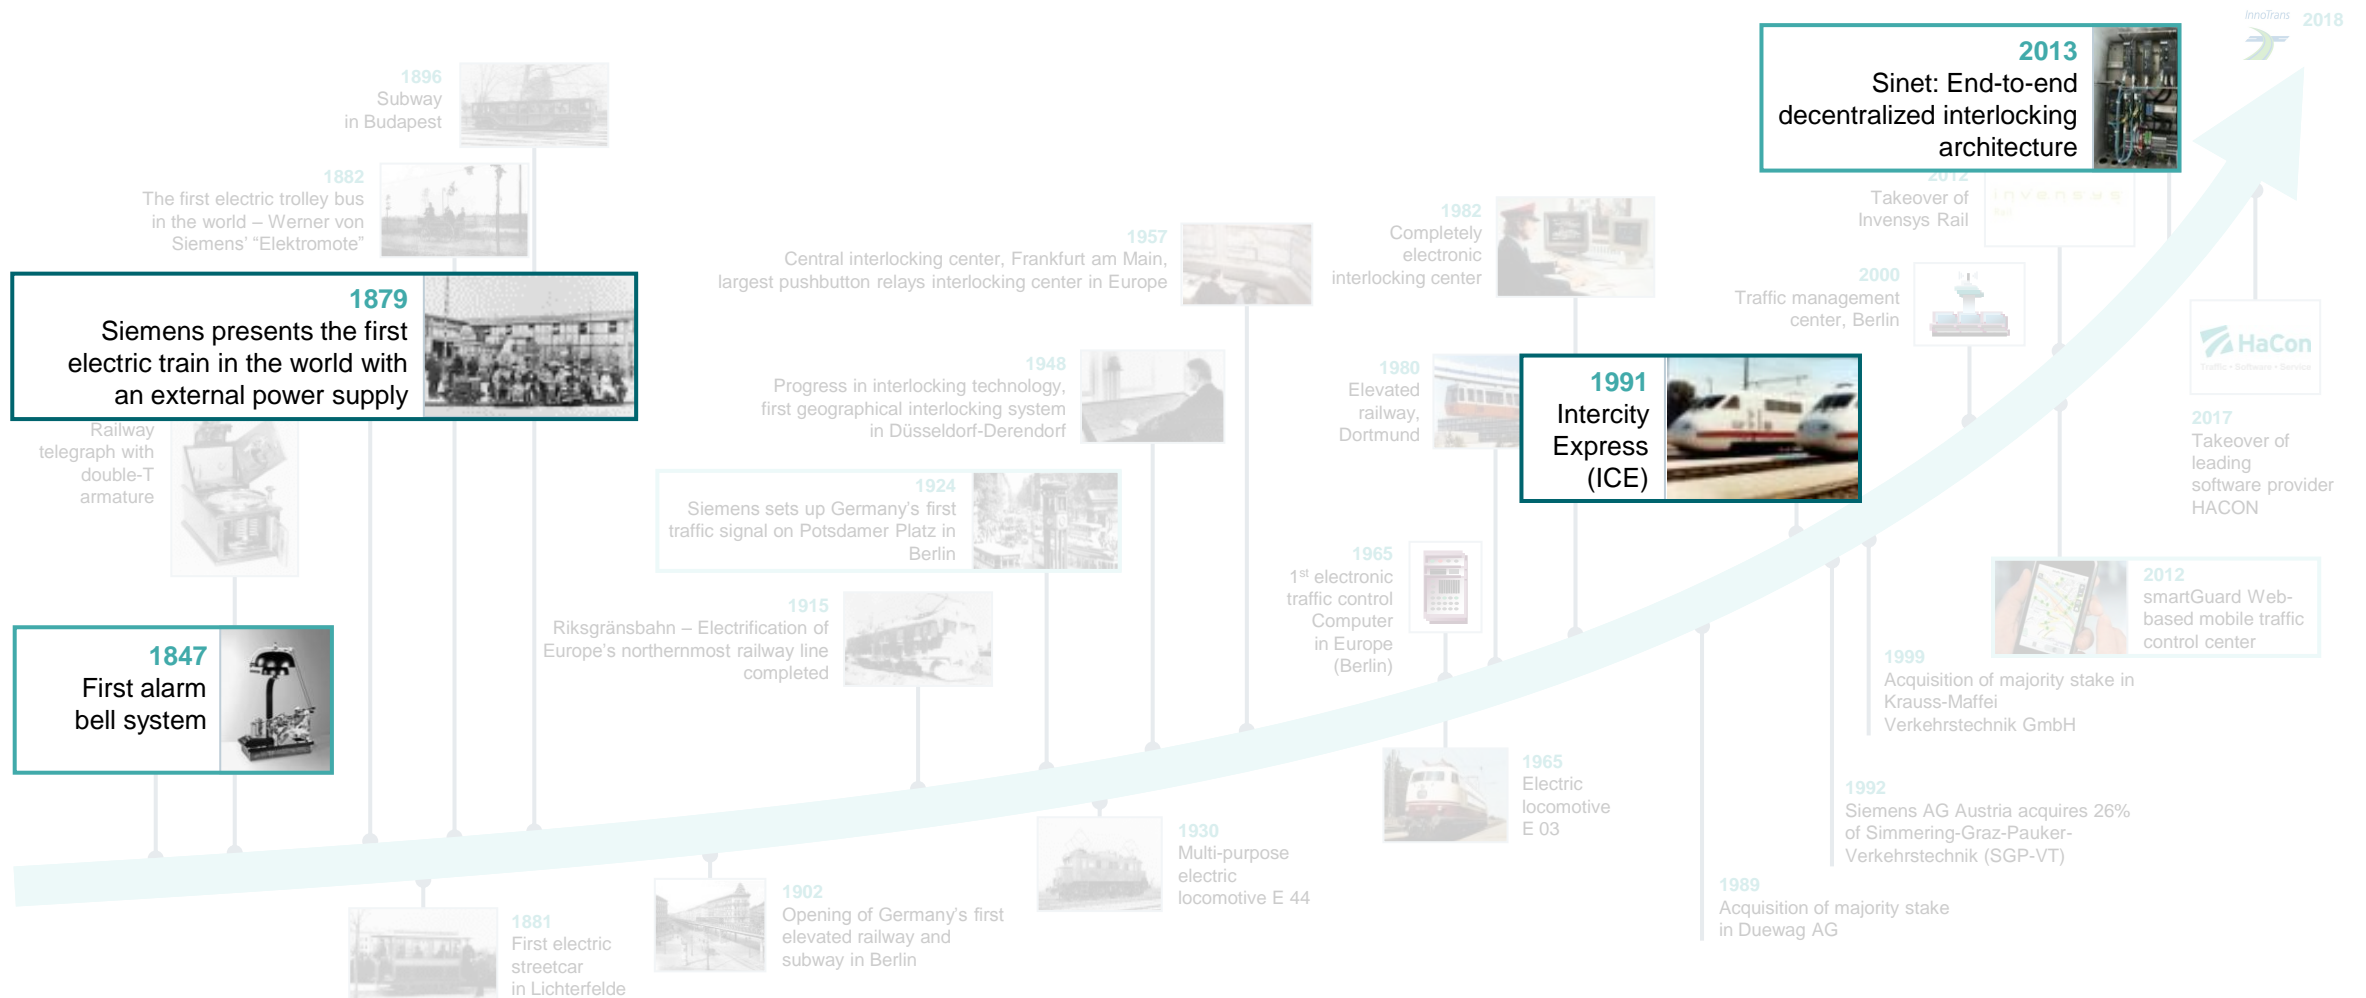 InnoTrans
2018
2013
Sinet: End-to-end
decentralized interlocking
architecture
1896
Subway
in Budapest
1882
The first electric trolley bus
in the world – Werner von
Siemens’ “Elektromote”
1879
Siemens presents the first
electric train in the world with
an external power supply
Railway
telegraph with
double-T
armature
1847
First alarm
bell system
1957
Central interlocking center, Frankfurt am Main,
largest pushbutton relays interlocking center in Europe
1948
Progress in interlocking technology,
first geographical interlocking system
in Düsseldorf-Derendorf
1924
Siemens sets up Germany’s first
traffic signal on Potsdamer Platz in
Berlin
1915
Riksgränsbahn – Electrification of
Europe’s northernmost railway line
completed
1982
Completely
electronic
interlocking center
1980
Elevated
railway,
Dortmund
1991
Intercity
Express
(ICE)
1965
1st electronic
traffic control
Computer
in Europe
(Berlin)
2012
Takeover of
Invensys Rail
invensys
2000
Traffic management
center, Berlin
HaCon
Traffic • Software • Service
2017
Takeover of
leading
software provider
HACON
2012
smartGuard Web-
based mobile traffic
control center
1999
Acquisition of majority stake in
Krauss-Maffei
Verkehrstechnik GmbH
1965
Electric
locomotive
E 03
1992
Siemens AG Austria acquires 26%
of Simmering-Graz-Pauker-
Verkehrstechnik (SGP-VT)
1989
Acquisition of majority stake
in Duewag AG
1930
Multi-purpose
electric
locomotive E 44
1902
Opening of Germany’s first
elevated railway and
subway in Berlin
1881
First electric
streetcar
in Lichterfelde